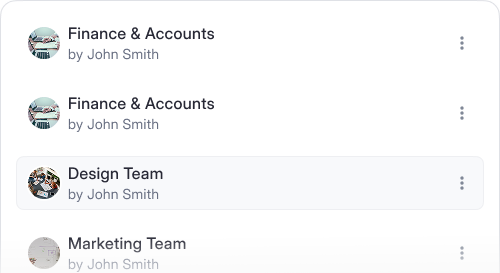 Finance & Accounts
by John Smith
Finance & Accounts
by John Smith
Design Team
by John Smith
Marketing Team
by John Smith